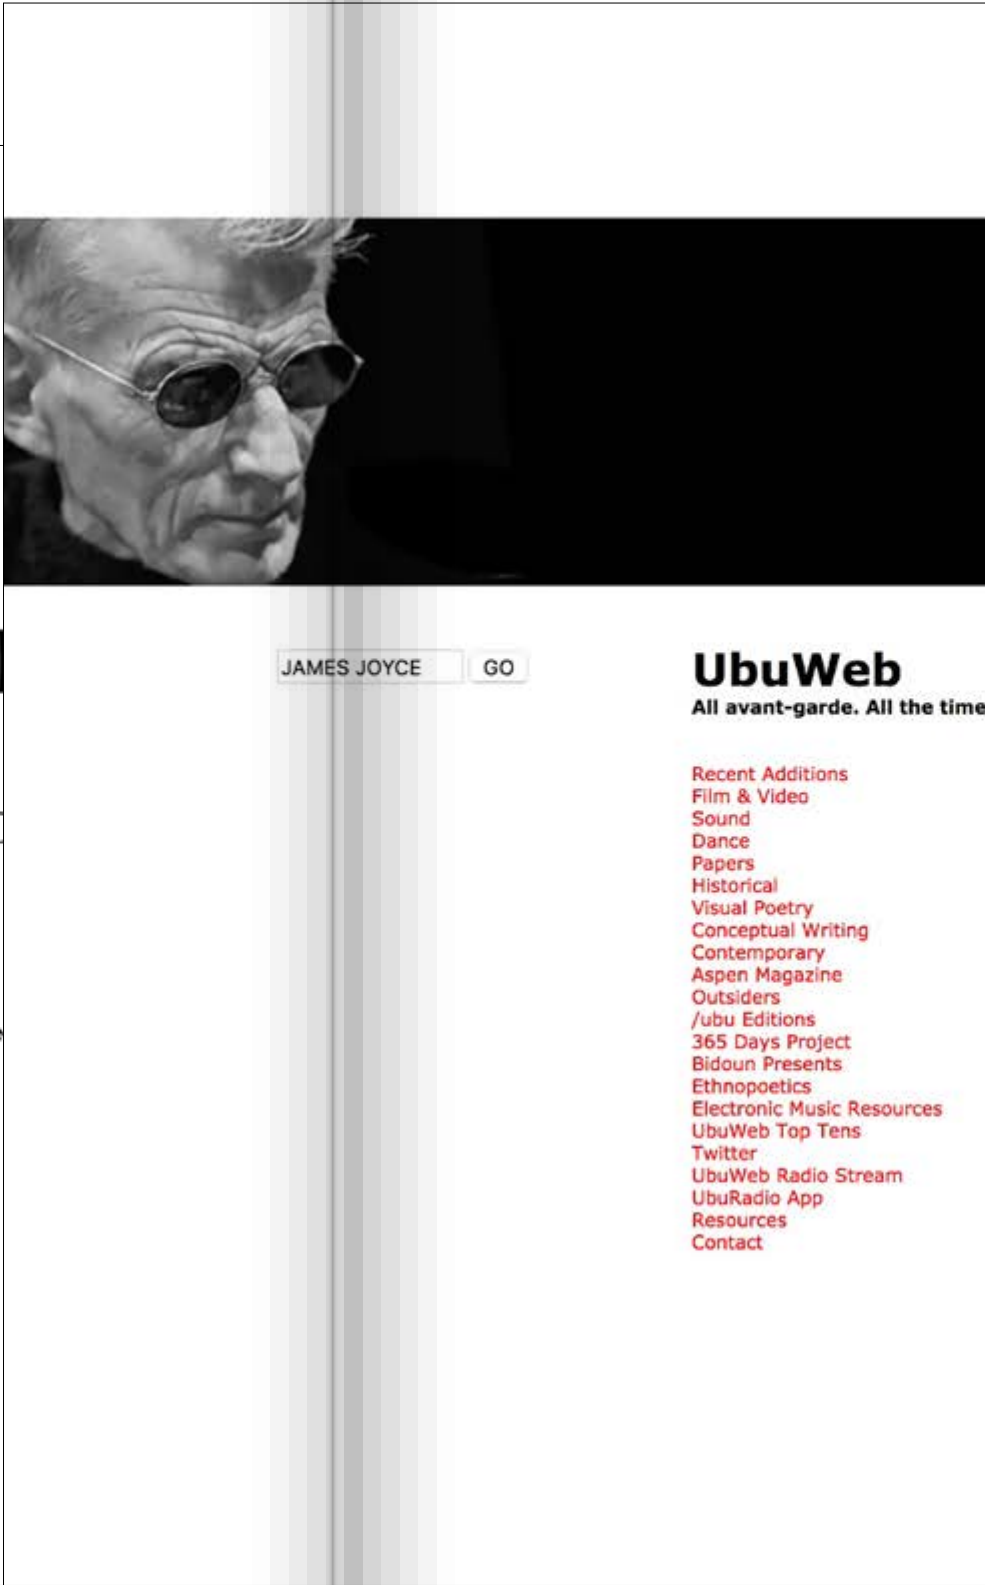 JAMES JOYCE GO
UbuWeb
All avant-garde. All the time
Recent Additions
Film & Video
Sound
Dance
Papers
Historical
Visual Poetry
Conceptual Writing
Contemporary
Aspen Magazine
Outsiders
/ubu Editions
365 Days Project
Bidoun Presents
Ethnopoetics
Electronic Music Resources
UbuWeb Top Tens
Twitter
UbuWeb Radio Stream
UbuRadio App
Resources
Contact